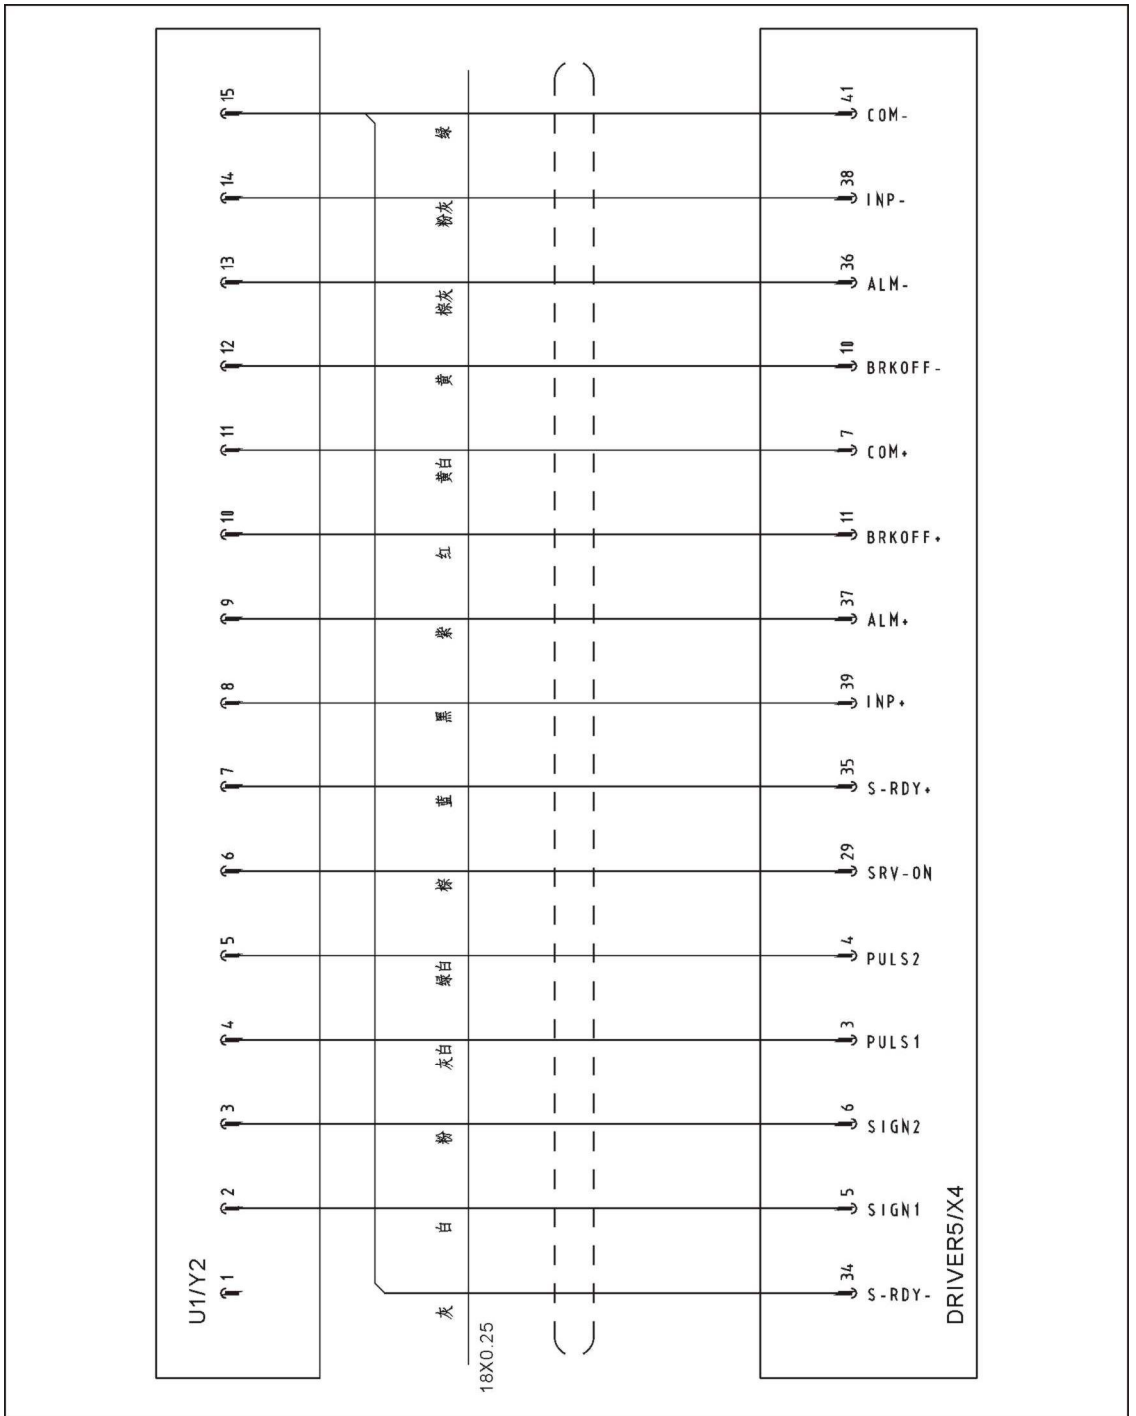 15 绿 41 COM-
14 粉灰 38 INP-
13 棕灰 36 ALM-
12 黄 10 BRKOFF-
11 黄白 7 COM+
10 红 11 BRKOFF+
9 紫 37 ALM+
8 黑 39 INP+
7 蓝 35 S-RDY+
6 棕 29 SRV-ON
5 绿白 4 PULS2
4 灰白 3 PULS1
3 粉 6 SIGN2
2 白 5 SIGN1
1 灰 34 S-RDY-
U1/Y2
18X0.25
DRIVER5/X4